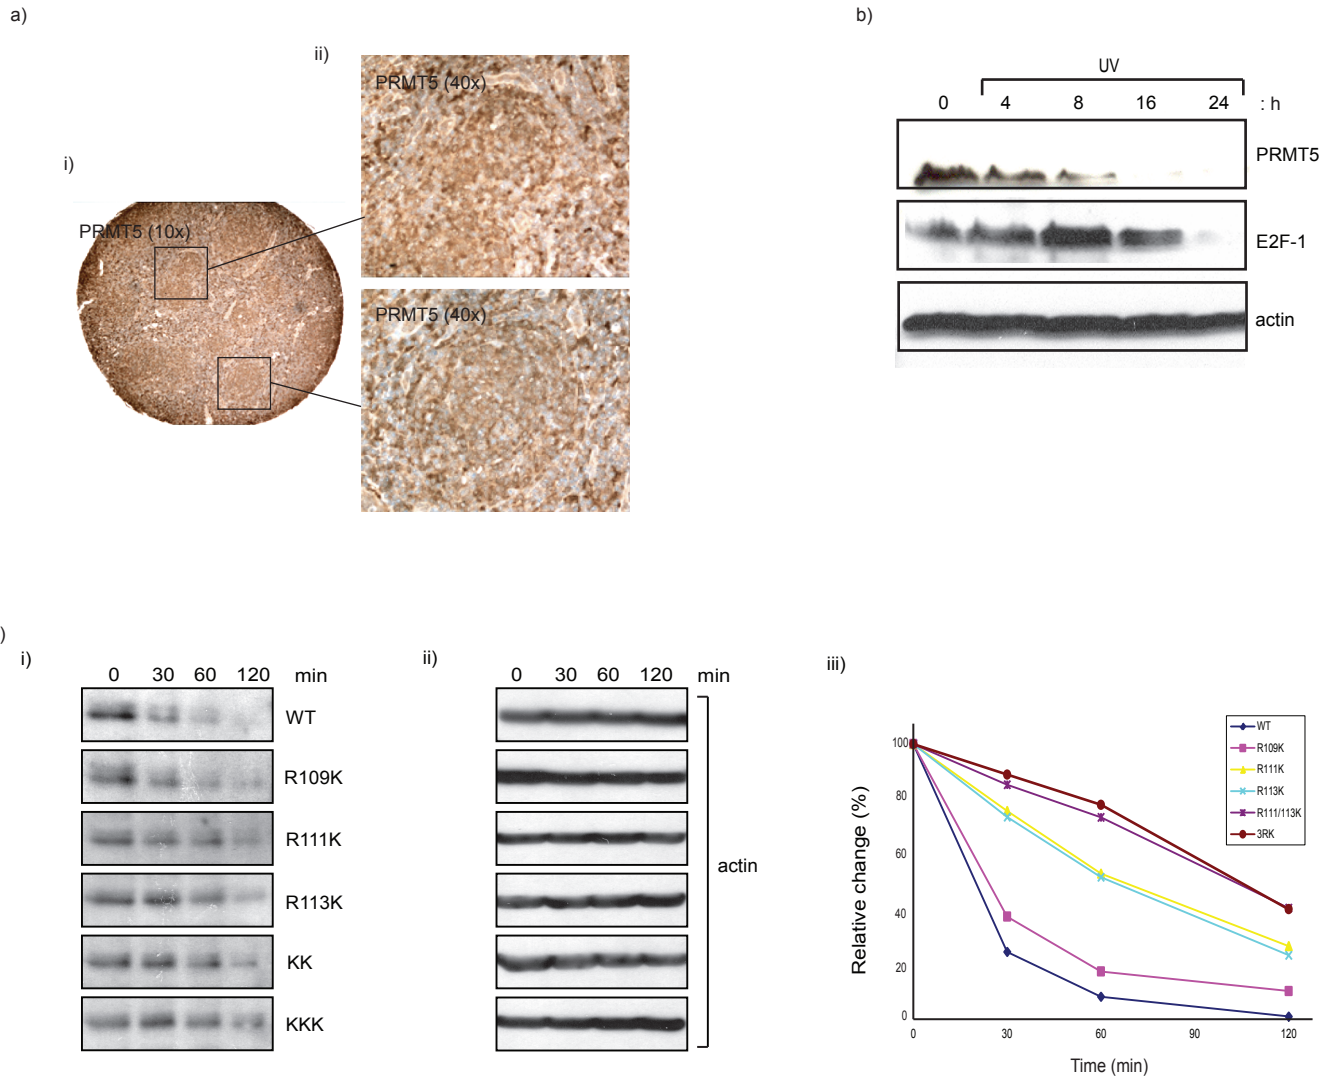 a)
b)
ii)
i)
PRMT5 (10x)
PRMT5 (40x)
PRMT5 (40x)
UV
0 4 8 16 24 : h
PRMT5
E2F-1
actin
)
i)
0 30 60 120 min
WT
R109K
R111K
R113K
KK
KKK
ii)
0 30 60 120 min
actin
iii)
WT
R109K
R111K
R113K
R111/113K
3RK
100
80
60
40
20
0
Relative change (%)
0 30 60 90 120
Time (min)